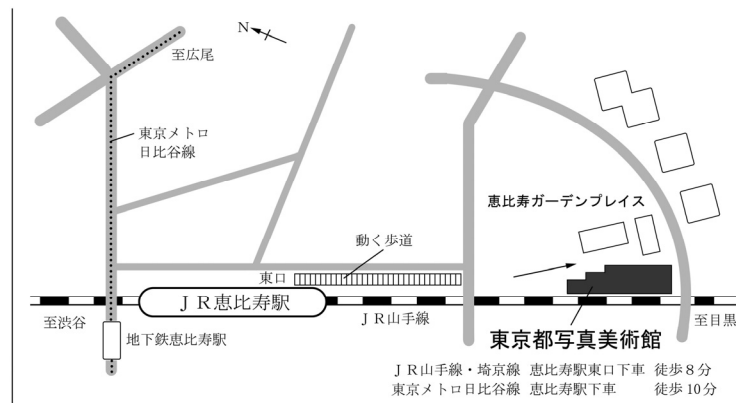 N
至広尾
東京メトロ
日比谷線
恵比寿ガーデンプレイス
動く歩道
東口
JR恵比寿駅
至渋谷
JR山手線
至目黒
地下鉄恵比寿駅
東京都写真美術館
JR山手線・埼京線 恵比寿駅東口下車 徒歩8分
東京メトロ日比谷線 恵比寿駅下車 徒歩10分